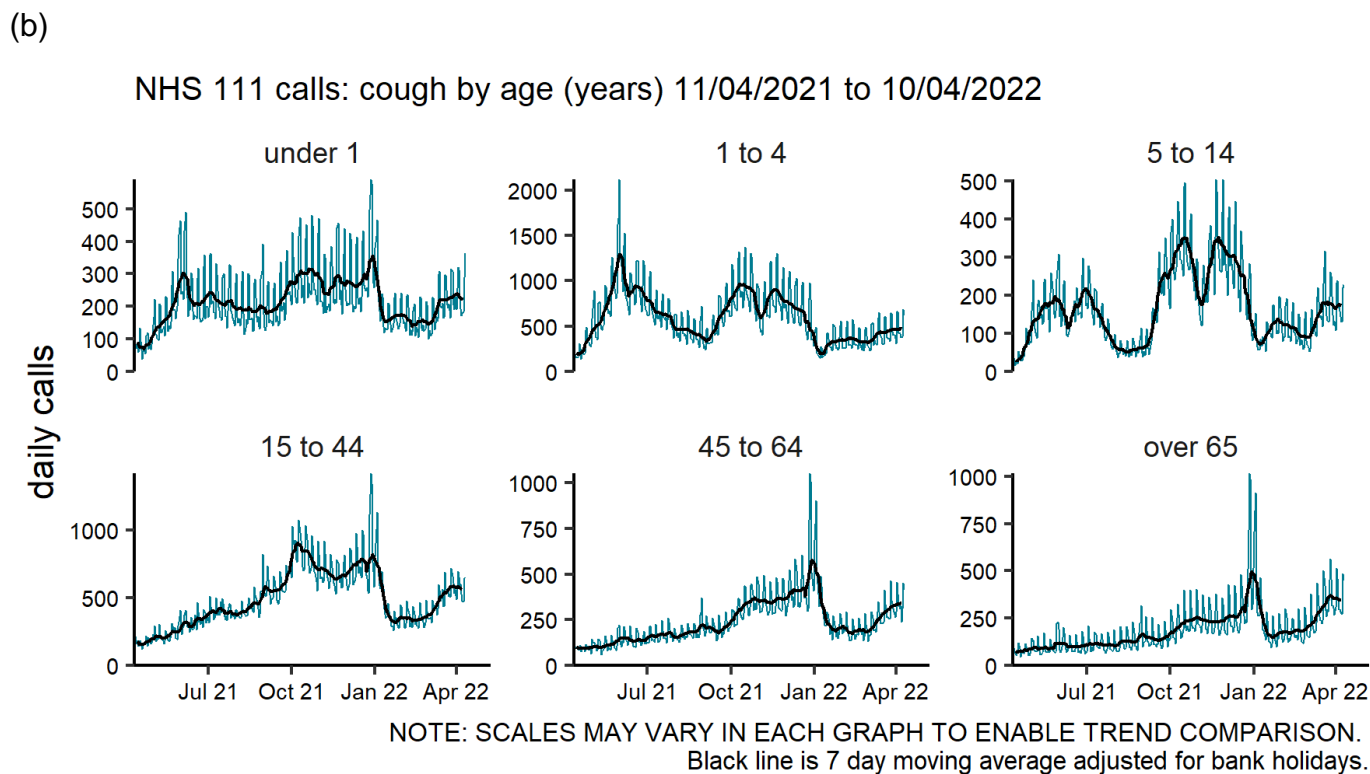 (b)
NHS 111 calls: cough by age (years) 11/04/2021 to 10/04/2022
under 1
1 to 4
5 to 14
500
400
300
200
100
0
2000
1500
1000
500
0
500
400
300
200
100
0
daily calls
15 to 44
45 to 64
over 65
1000
500
0
1000
750
500
250
0
1000
750
500
250
0
Jul 21 Oct 21 Jan 22 Apr 22
Jul 21 Oct 21 Jan 22 Apr 22
Jul 21 Oct 21 Jan 22 Apr 22
NOTE: SCALES MAY VARY IN EACH GRAPH TO ENABLE TREND COMPARISON.
Black line is 7 day moving average adjusted for bank holidays.